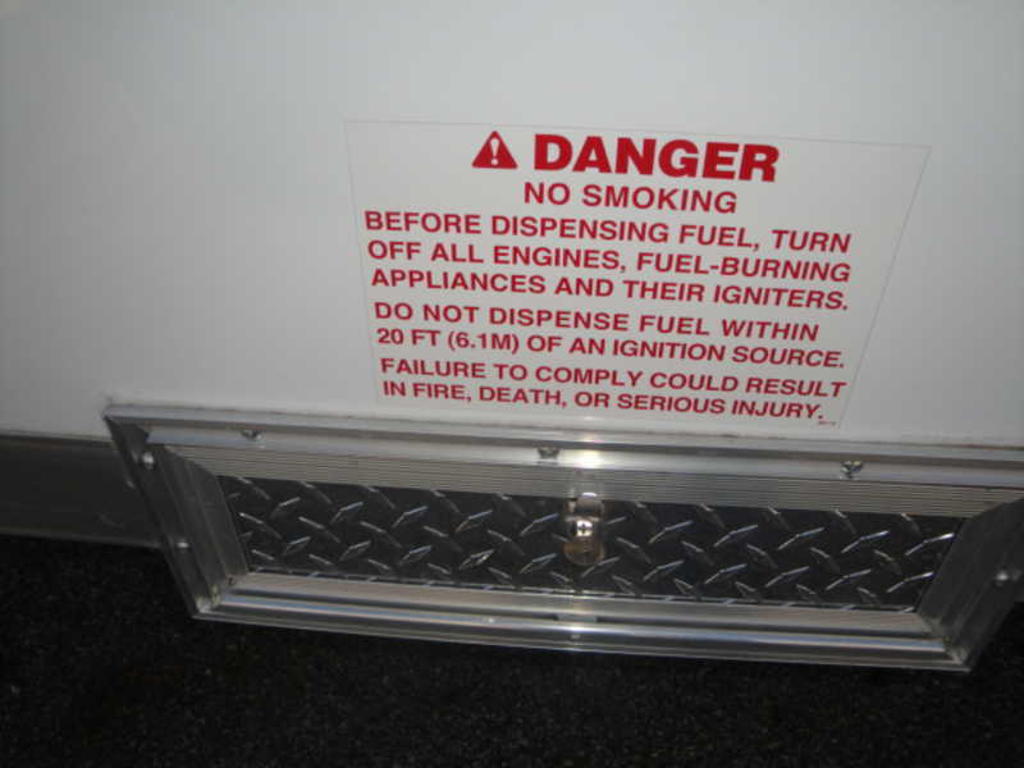 DANGER
NO SMOKING
BEFORE DISPENSING FUEL, TURN
OFF ALL ENGINES, FUEL-BURNING
APPLIANCES AND THEIR IGNITERS.
DO NOT DISPENSE FUEL WITHIN
20 FT (6.1M) OF AN IGNITION SOURCE.
FAILURE TO COMPLY COULD RESULT
IN FIRE, DEATH, OR SERIOUS INJURY.